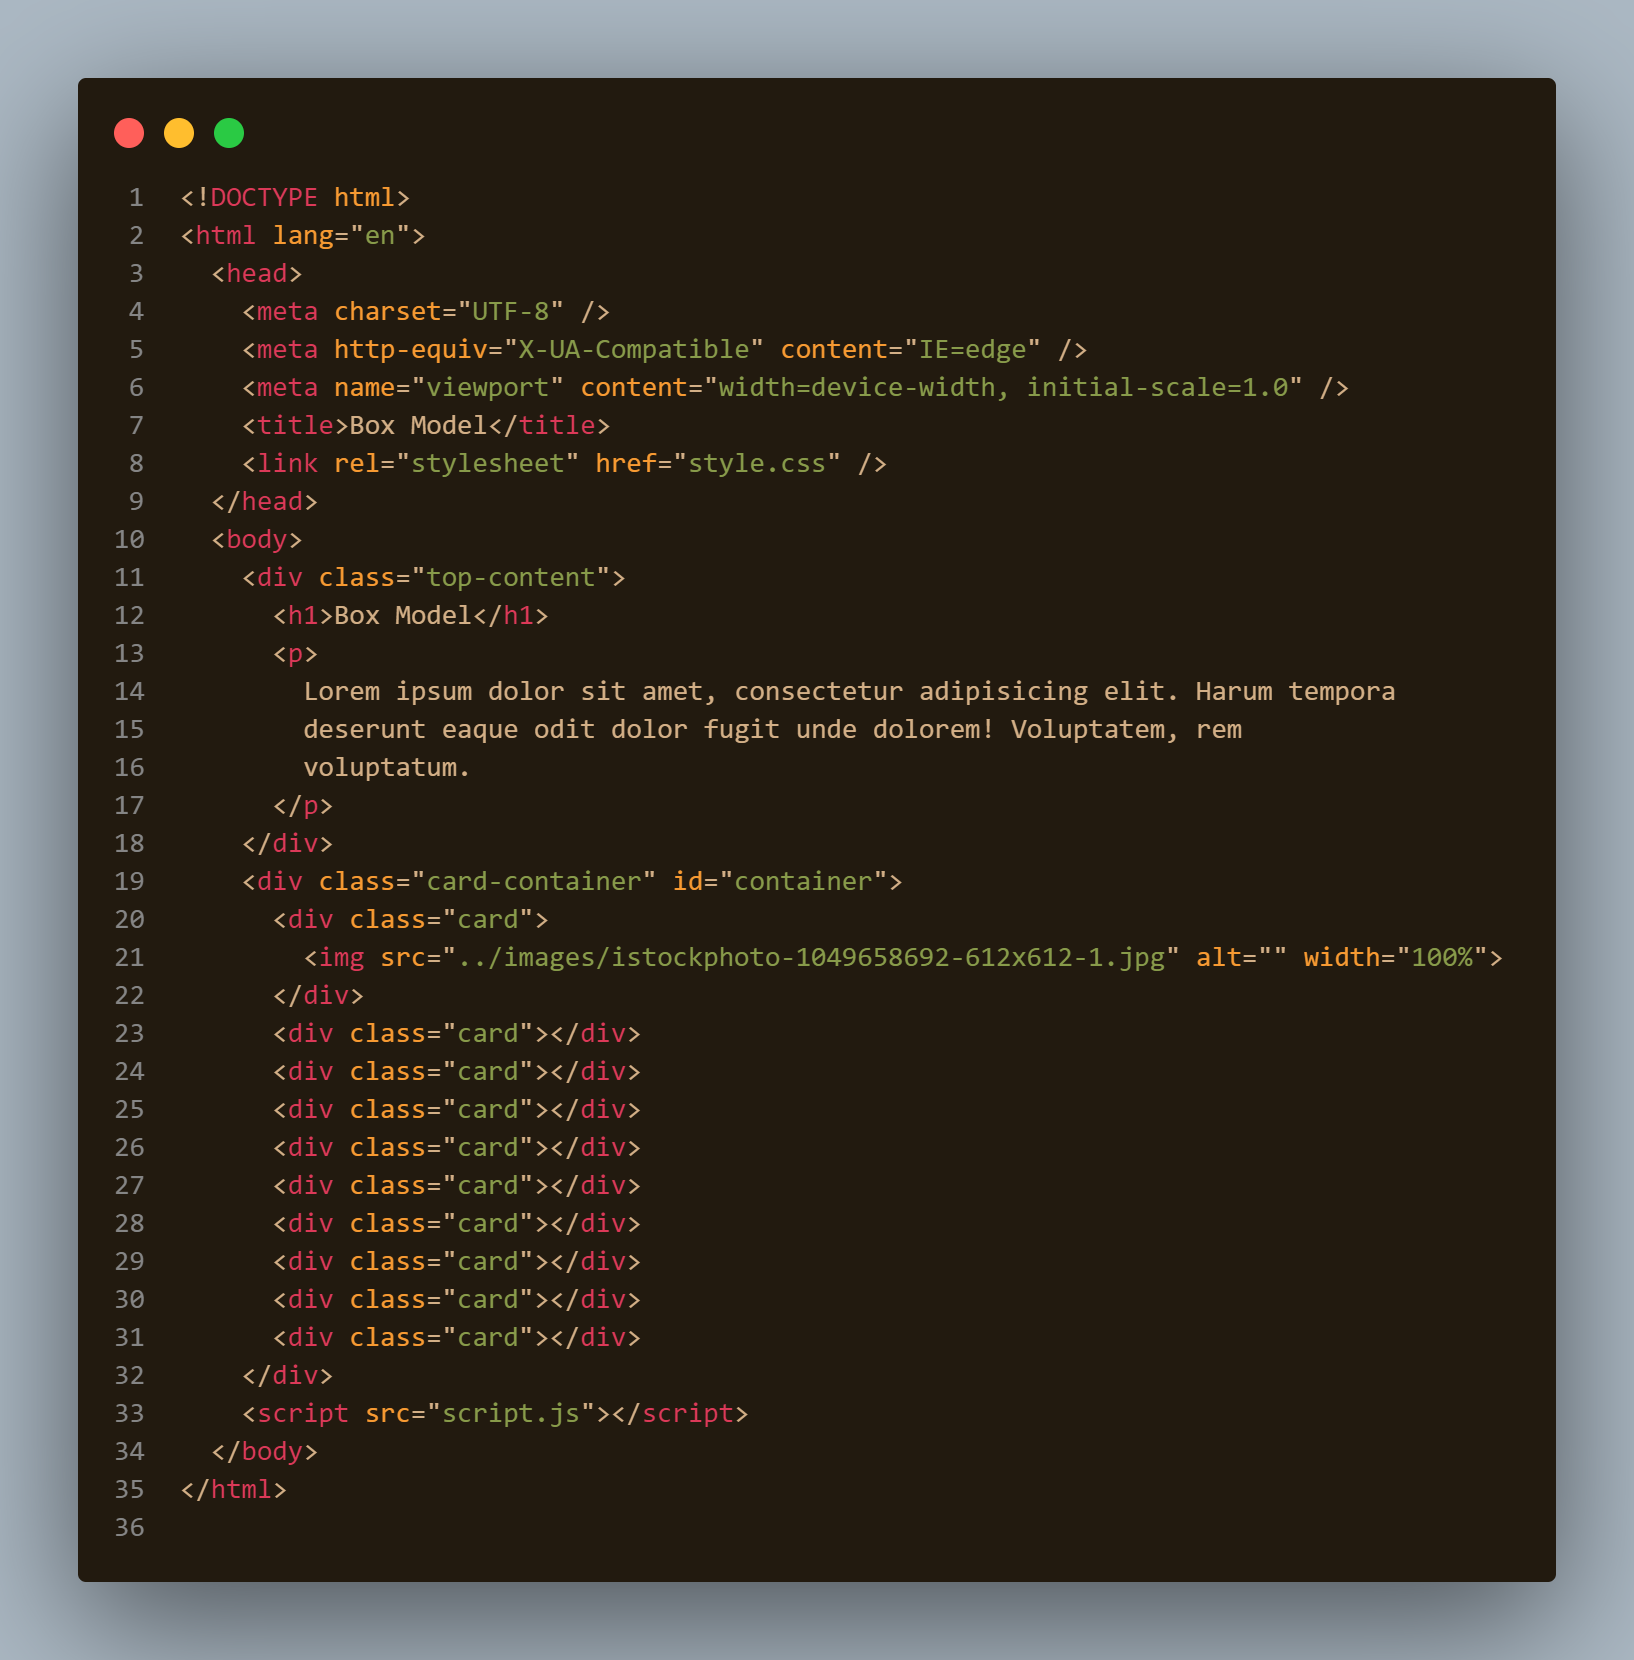 1 <!DOCTYPE html>
2 <html lang="en">
3   <head>
4     <meta charset="UTF-8" />
5     <meta http-equiv="X-UA-Compatible" content="IE=edge" />
6     <meta name="viewport" content="width=device-width, initial-scale=1.0" />
7     <title>Box Model</title>
8     <link rel="stylesheet" href="style.css" />
9   </head>
10   <body>
11     <div class="top-content">
12       <h1>Box Model</h1>
13       <p>
14         Lorem ipsum dolor sit amet, consectetur adipisicing elit. Harum tempora
15         deserunt eaque odit dolor fugit unde dolorem! Voluptatem, rem
16         voluptatum.
17       </p>
18     </div>
19     <div class="card-container" id="container">
20       <div class="card">
21         <img src="../images/istockphoto-1049658692-612x612-1.jpg" alt="" width="100%">
22       </div>
23       <div class="card"></div>
24       <div class="card"></div>
25       <div class="card"></div>
26       <div class="card"></div>
27       <div class="card"></div>
28       <div class="card"></div>
29       <div class="card"></div>
30       <div class="card"></div>
31       <div class="card"></div>
32     </div>
33     <script src="script.js"></script>
34   </body>
35 </html>
36